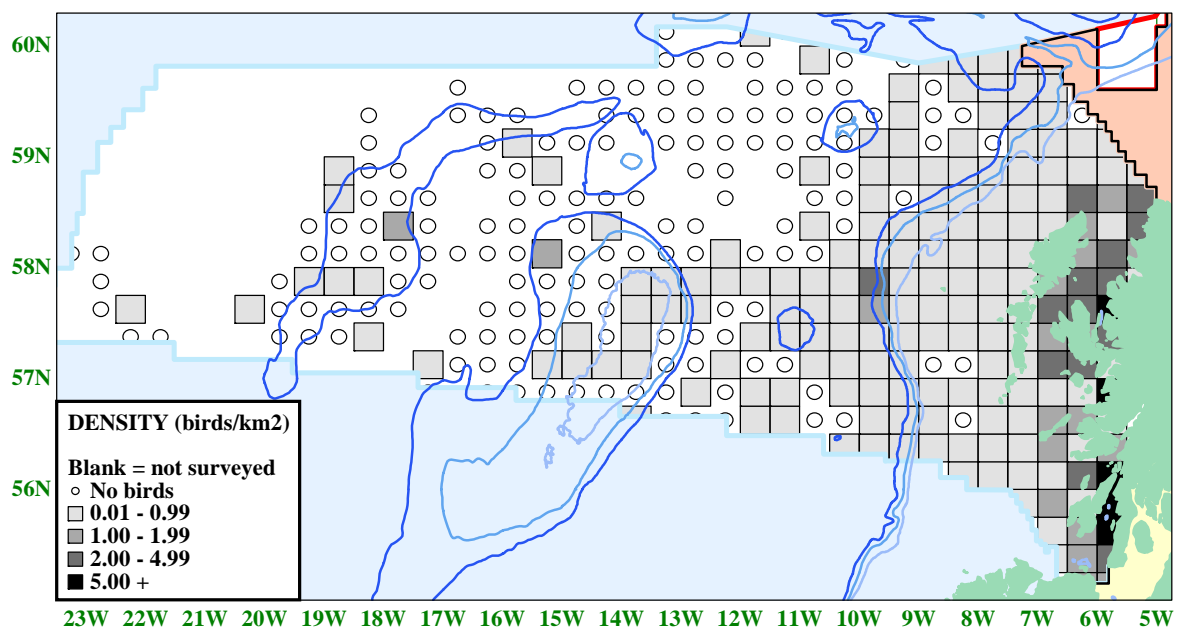 60N
59N
58N
57N
56N
DENSITY (birds/km2)
Blank = not surveyed
No birds
0.01 - 0.99
1.00 - 1.99
2.00 - 4.99
5.00 +
23W 22W 21W 20W 19W 18W 17W 16W 15W 14W 13W 12W 11W 10W 9W 8W 7W 6W 5W